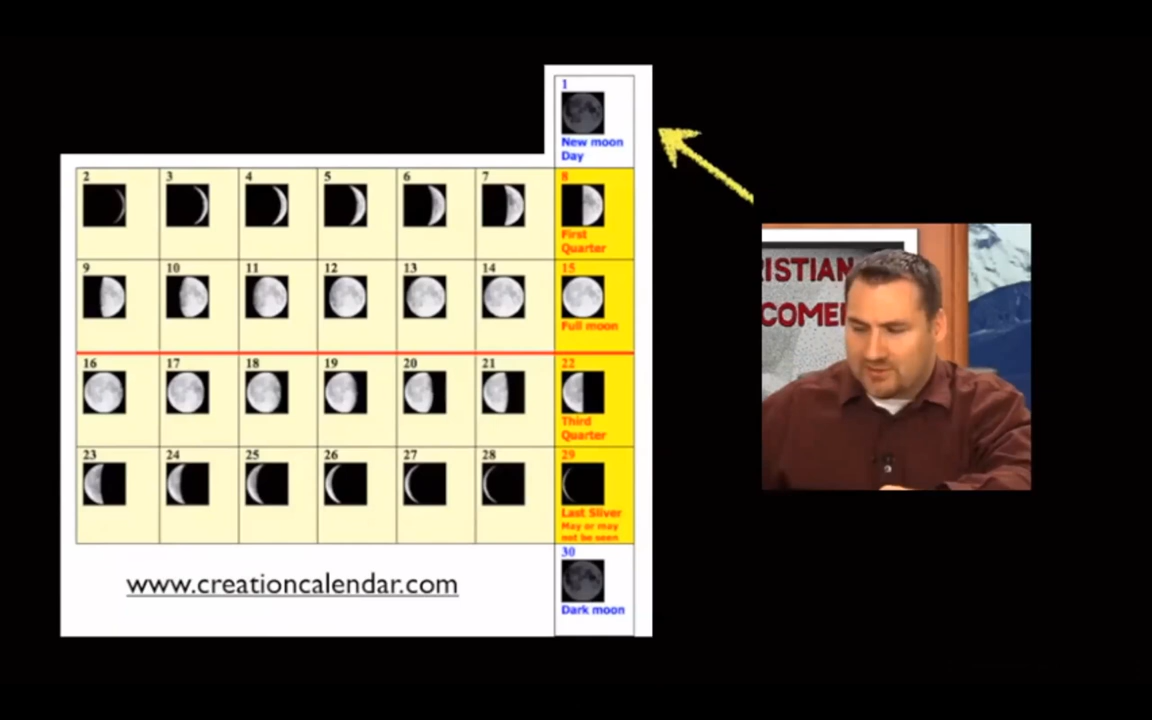 1
New moon
Day
2 3 4 5 6 7 8
First
Quarter
9 10 11 12 13 14 15
Full moon
16 17 18 19 20 21 22
Third
Quarter
23 24 25 26 27 28 29
Last Sliver
May or may
not be seen
30
Dark moon
www.creationcalendar.com
RISTIAN
COME